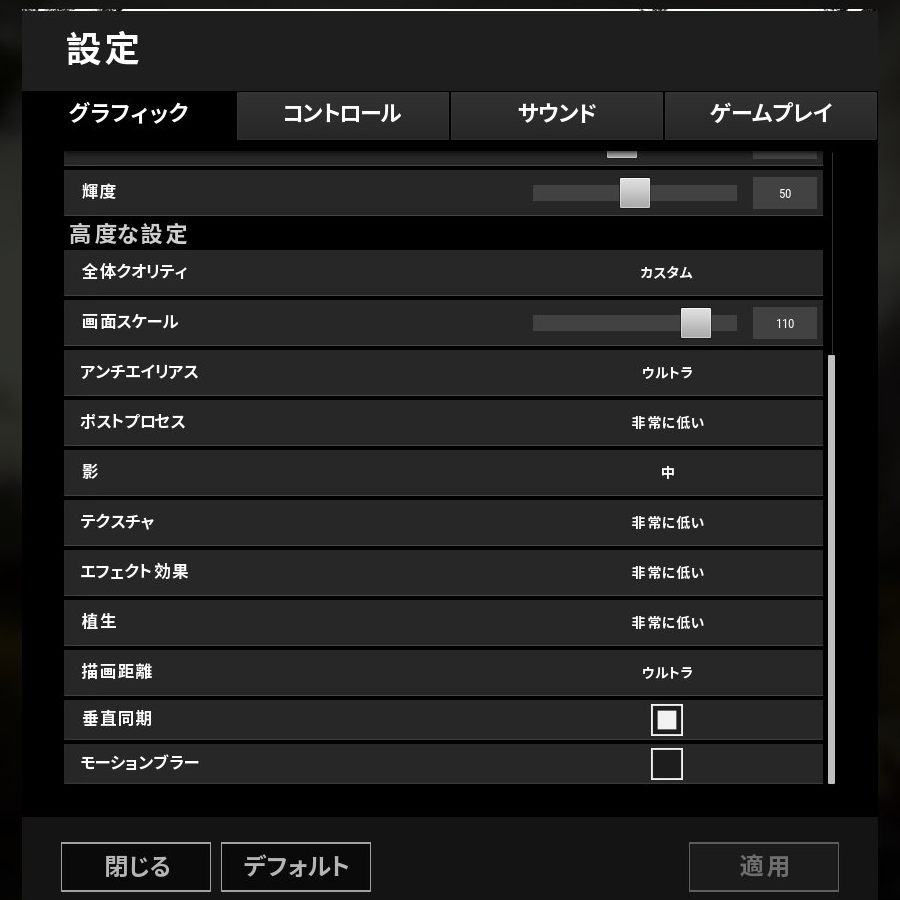 設定
グラフィック コントロール サウンド ゲームプレイ
輝度 50
高度な設定
全体クオリティ カスタム
画面スケール 110
アンチエイリアス ウルトラ
ポストプロセス 非常に低い
影 中
テクスチャ 非常に低い
エフェクト効果 非常に低い
植生 非常に低い
描画距離 ウルトラ
垂直同期
モーションブラー
閉じる デフォルト 適用